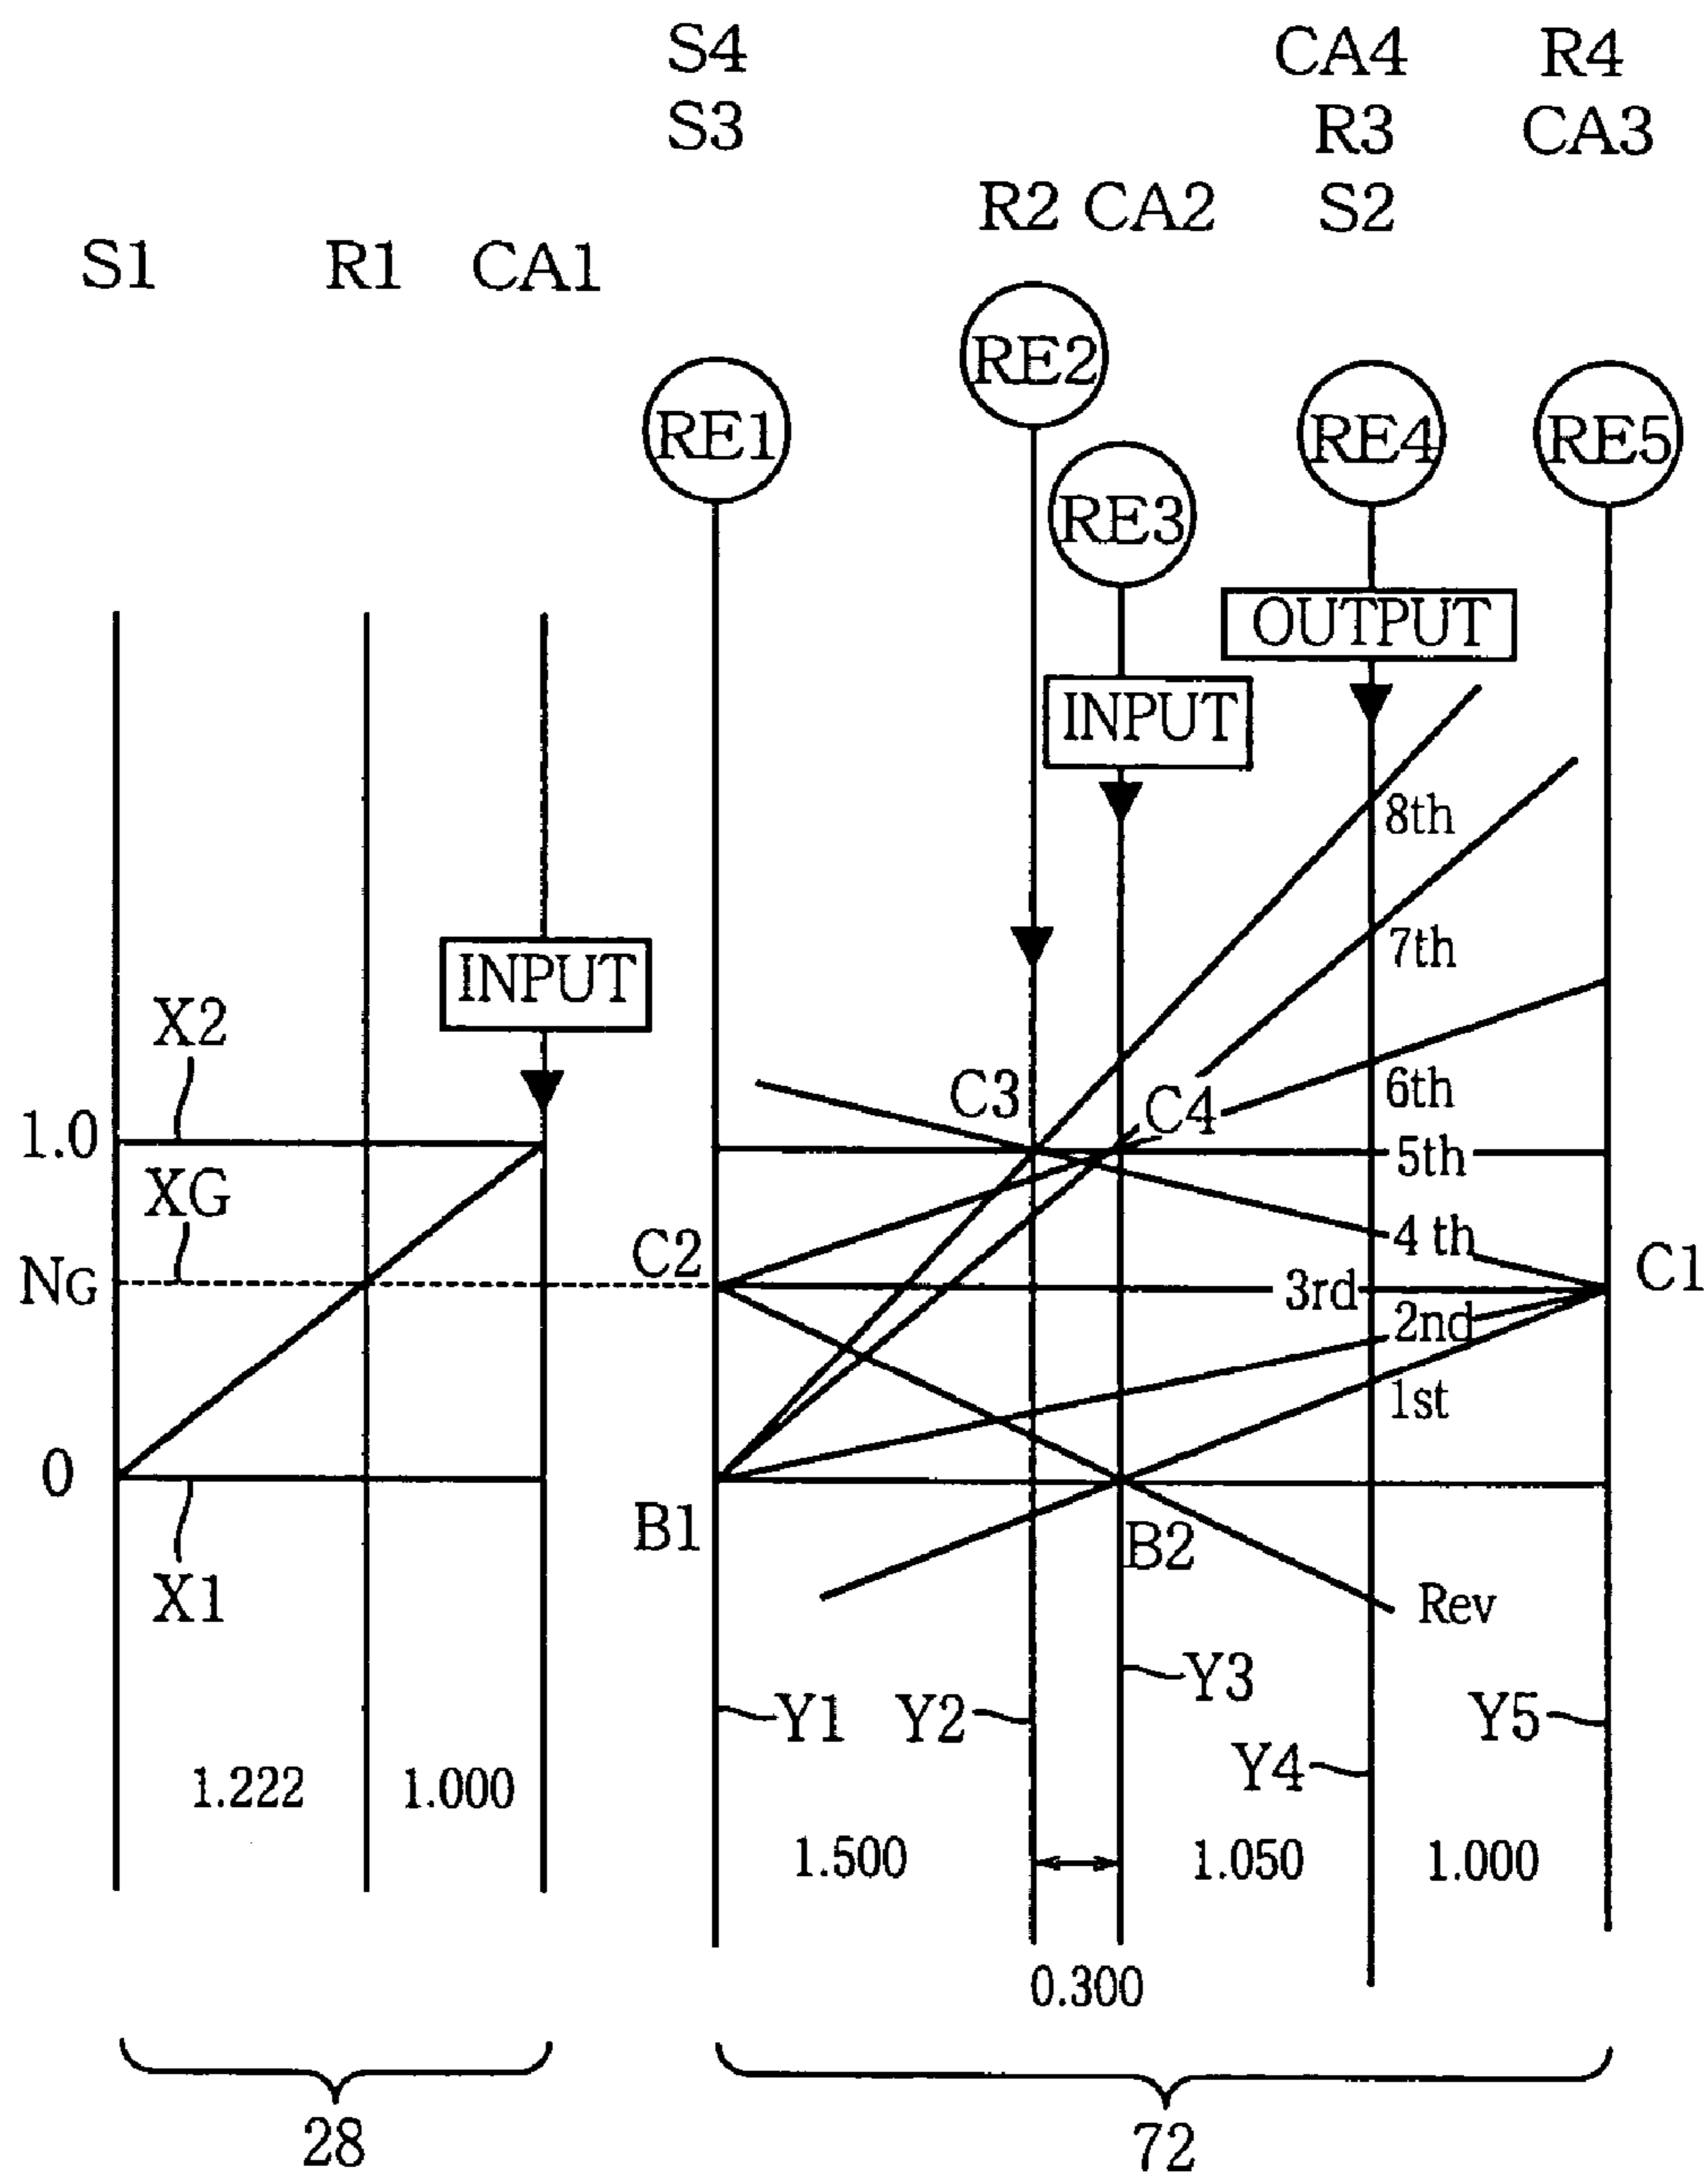 S4
S3
CA4
R3
S2
R4
CA3
R2 CA2
S1 R1 CA1
RE1
RE2
RE3
RE4
RE5
OUTPUT
INPUT
INPUT
8th
7th
6th
5th
4 th
3rd
2nd
1st
Rev
X2
1.0
XG
NG
0
X1
C3
C4
C2
C1
B1
B2
Y1
Y2
Y3
Y4
Y5
1.222
1.000
1.500
1.050
1.000
0.300
28
72